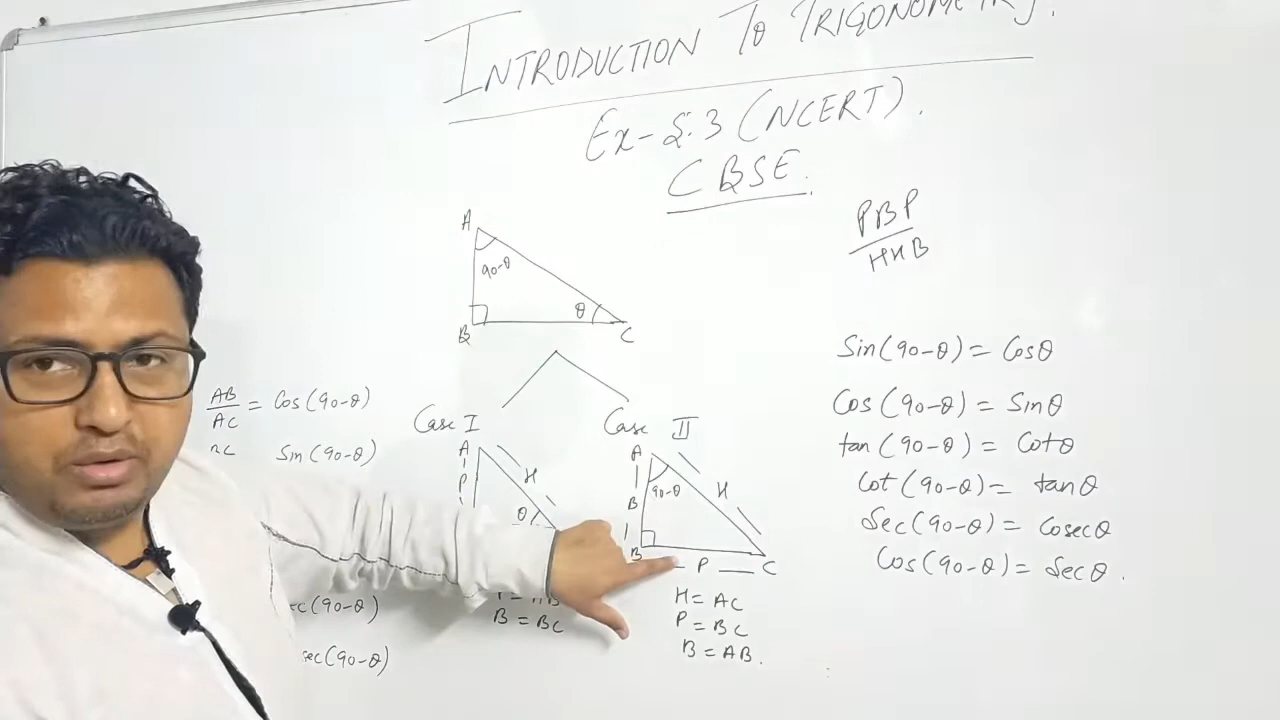 INTRODUCTION TO TRIGONOMETRY.
Ex-8.3 (NCERT).
CBSE.
PBP
HHB
A
90-θ
θ
B
C
AB/AC = Cos(90-θ)
Sin(90-θ)
ec(90-θ)
sec(90-θ)
Case I
A
P
H
θ
B = BC
Case II
A
B
90-θ
H
B
P
C
H = AC
P = BC
B = AB.
Sin(90-θ) = Cosθ
Cos(90-θ) = Sinθ
tan(90-θ) = Cotθ
Cot(90-θ) = tanθ
Sec(90-θ) = Cosecθ
Cos(90-θ) = Secθ.